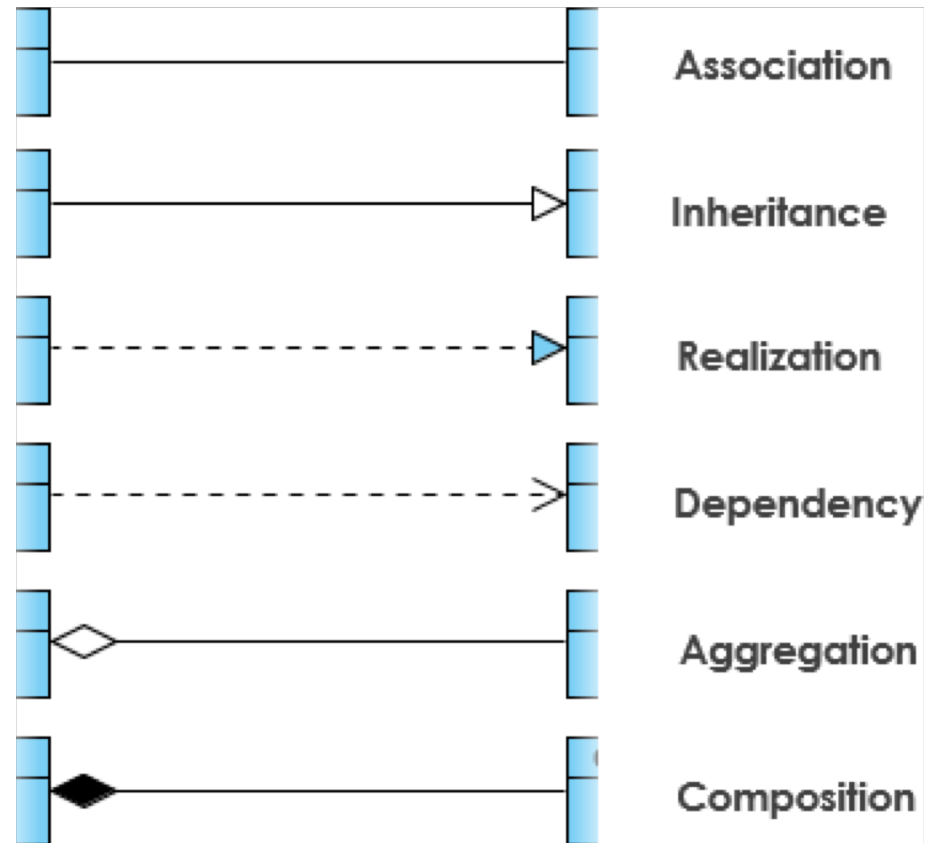 Association
Inheritance
Realization
Dependency
Aggregation
Composition